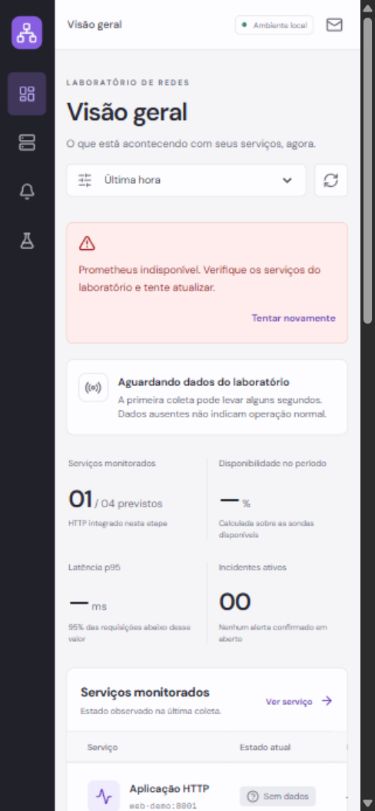 Visão geral
Ambiente local
LABORATÓRIO DE REDES
Visão geral
O que está acontecendo com seus serviços, agora.
Última hora
Prometheus indisponível. Verifique os serviços do
laboratório e tente atualizar.
Tentar novamente
Aguardando dados do laboratório
A primeira coleta pode levar alguns segundos.
Dados ausentes não indicam operação normal.
Serviços monitorados
01 / 04 previstos
HTTP integrado nesta etapa
Disponibilidade no período
— %
Calculada sobre as sondas
disponíveis
Latência p95
— ms
95% das requisições abaixo desse
valor
Incidentes ativos
00
Nenhum alerta confirmado em
aberto
Serviços monitorados
Estado observado na última coleta.
Ver serviço
Serviço
Estado atual
Aplicação HTTP
web-demo:8001
Sem dados